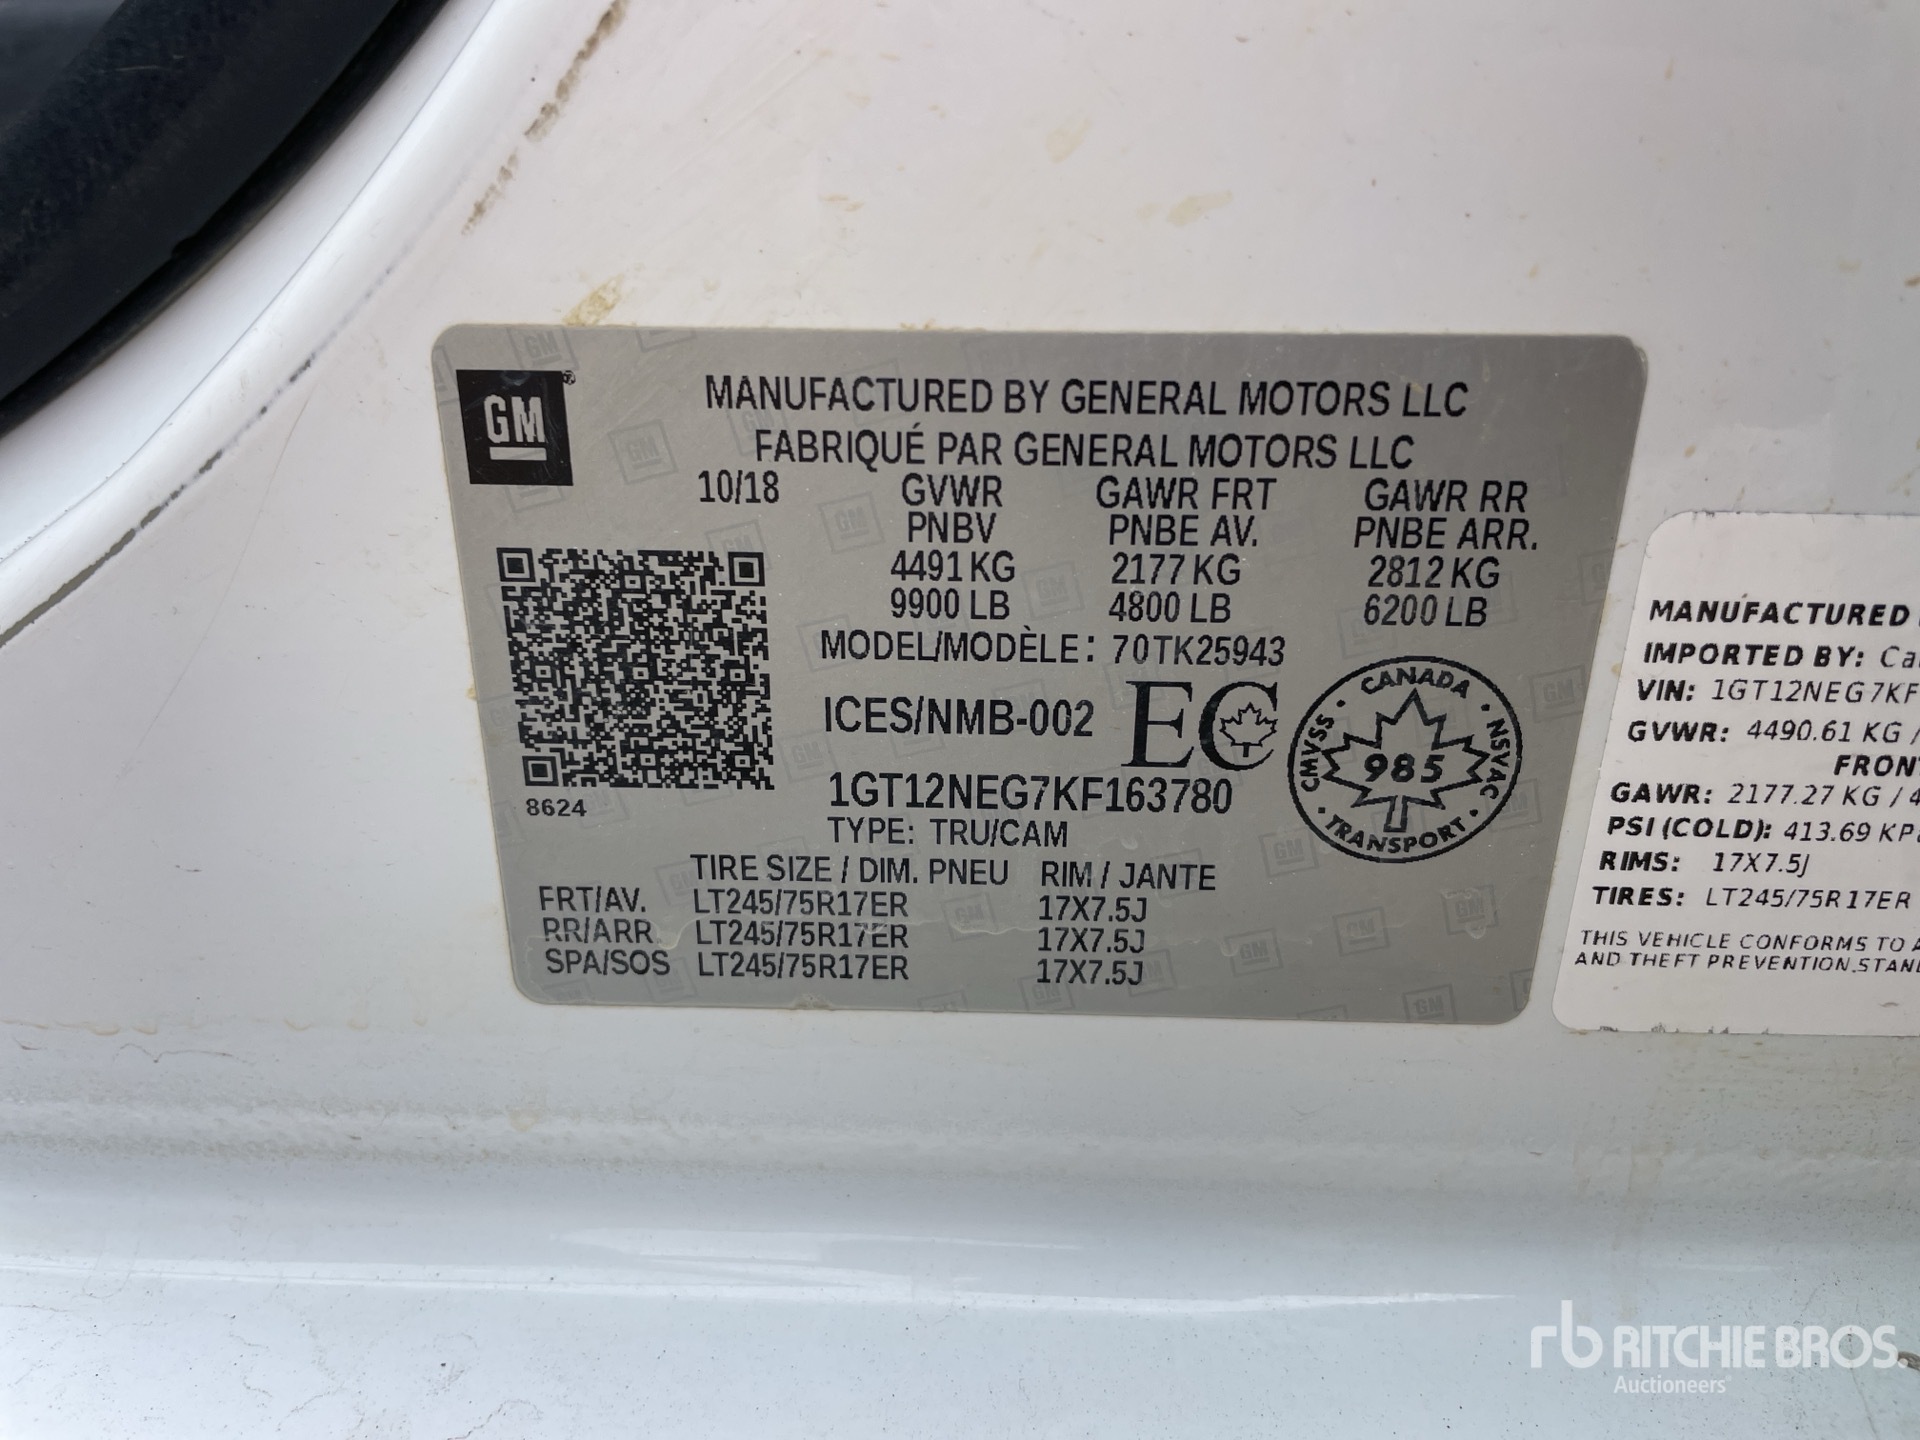 GM
MANUFACTURED BY GENERAL MOTORS LLC
FABRIQUÉ PAR GENERAL MOTORS LLC
10/18 GVWR GAWR FRT GAWR RR
PNBV PNBE AV. PNBE ARR.
4491 KG 2177 KG 2812 KG
9900 LB 4800 LB 6200 LB
MODEL/MODÈLE: 70TK25943
ICES/NMB-002 EC
CANADA
CMVSS · NSVAC
985
TRANSPORT
8624
1GT12NEG7KF163780
TYPE: TRU/CAM
TIRE SIZE / DIM. PNEU RIM / JANTE
FRT/AV. LT245/75R17ER 17X7.5J
RR/ARR. LT245/75R17ER 17X7.5J
SPA/SOS LT245/75R17ER 17X7.5J
MANUFACTURED
IMPORTED BY: Ca
VIN: 1GT12NEG7KF
GVWR: 4490.61 KG /
FRONT
GAWR: 2177.27 KG / 4
PSI (COLD): 413.69 KP
RIMS: 17X7.5J
TIRES: LT245/75R17ER
THIS VEHICLE CONFORMS TO A
AND THEFT PREVENTION STAN
rb RITCHIE BROS.
Auctioneers